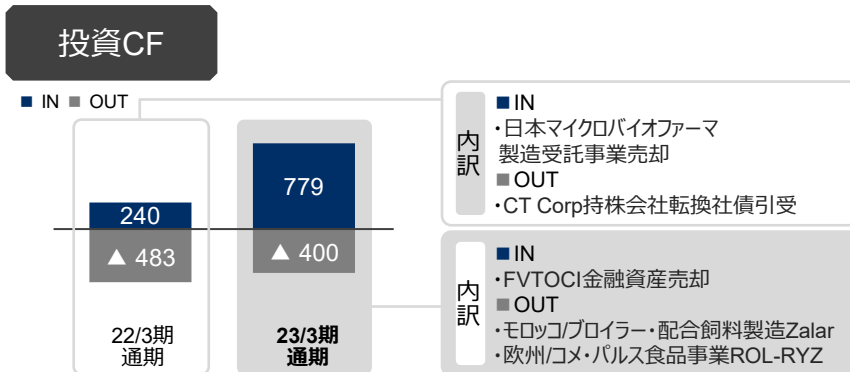 投資CF
■ IN ■ OUT
240
▲ 483
22/3期
通期
779
▲ 400
23/3期
通期
内訳
■IN
・日本マイクロバイオファーマ
製造受託事業売却
■OUT
・CT Corp持株会社転換社債引受
内訳
■IN
・FVTOCI金融資産売却
■OUT
・モロッコ/ブロイラー・配合飼料製造Zalar
・欧州/コメ・パルス食品事業ROL-RYZ